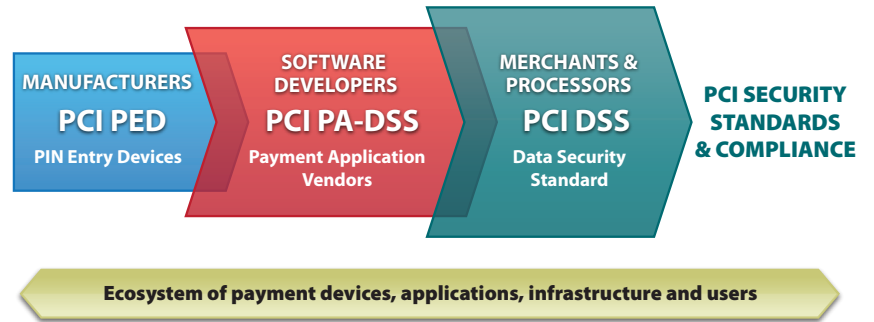 MANUFACTURERS
PCI PED
PIN Entry Devices
SOFTWARE
DEVELOPERS
PCI PA-DSS
Payment Application
Vendors
MERCHANTS &
PROCESSORS
PCI DSS
Data Security
Standard
PCI SECURITY
STANDARDS
& COMPLIANCE
Ecosystem of payment devices, applications, infrastructure and users